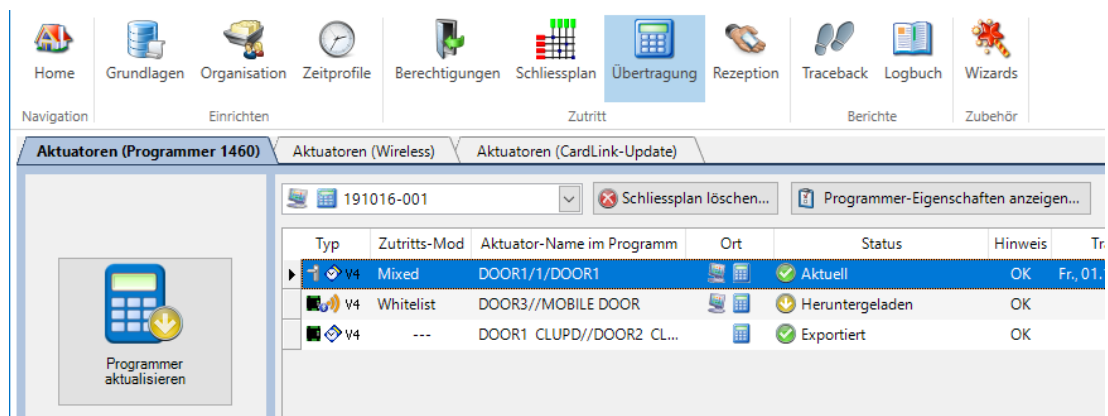 Home Grundlagen Organisation Zeitprofile Berechtigungen Schliessplan Übertragung Rezeption Traceback Logbuch Wizards
Navigation Einrichten Zutritt Berichte Zubehör
Aktuatoren (Programmer 1460) Aktuatoren (Wireless) Aktuatoren (CardLink-Update)
191016-001 Schliessplan löschen... Programmer-Eigenschaften anzeigen...
Typ Zutritts-Mod Aktuator-Name im Programm Ort Status Hinweis Tr
V4 Mixed DOOR1/1/DOOR1 Aktuell OK Fr., 01.
V4 Whitelist DOOR3//MOBILE DOOR Heruntergeladen OK
V4 --- DOOR1 CLUPD//DOOR2 CL... Exportiert OK
Programmer
aktualisieren